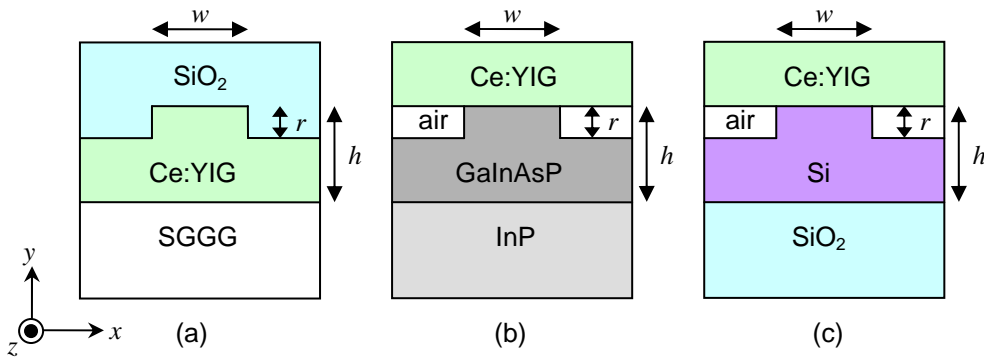 w
SiO₂
r
h
Ce:YIG
SGGG
y
z
x
(a)
w
Ce:YIG
air
r
h
GaInAsP
InP
(b)
w
Ce:YIG
air
r
h
Si
SiO₂
(c)